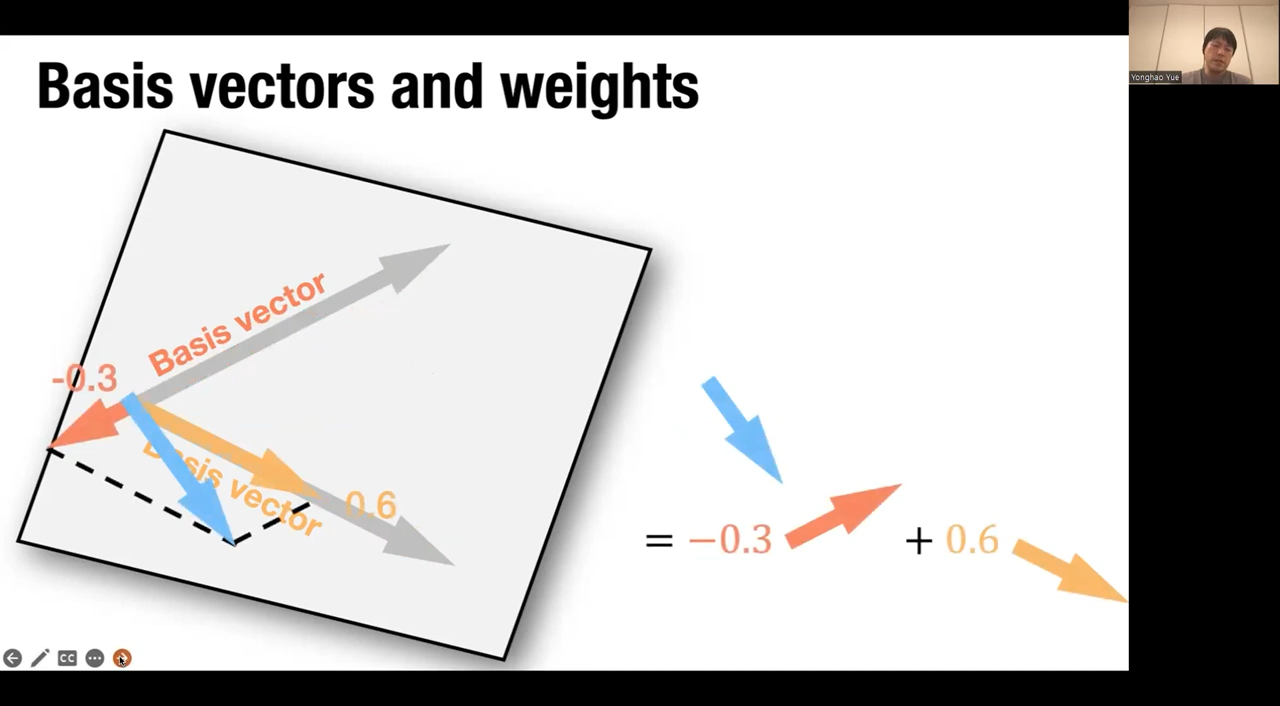 Basis vectors and weights
Yonghao Yue
Basis vector
-0.3
Basis vector
0.6
= −0.3 + 0.6
CC